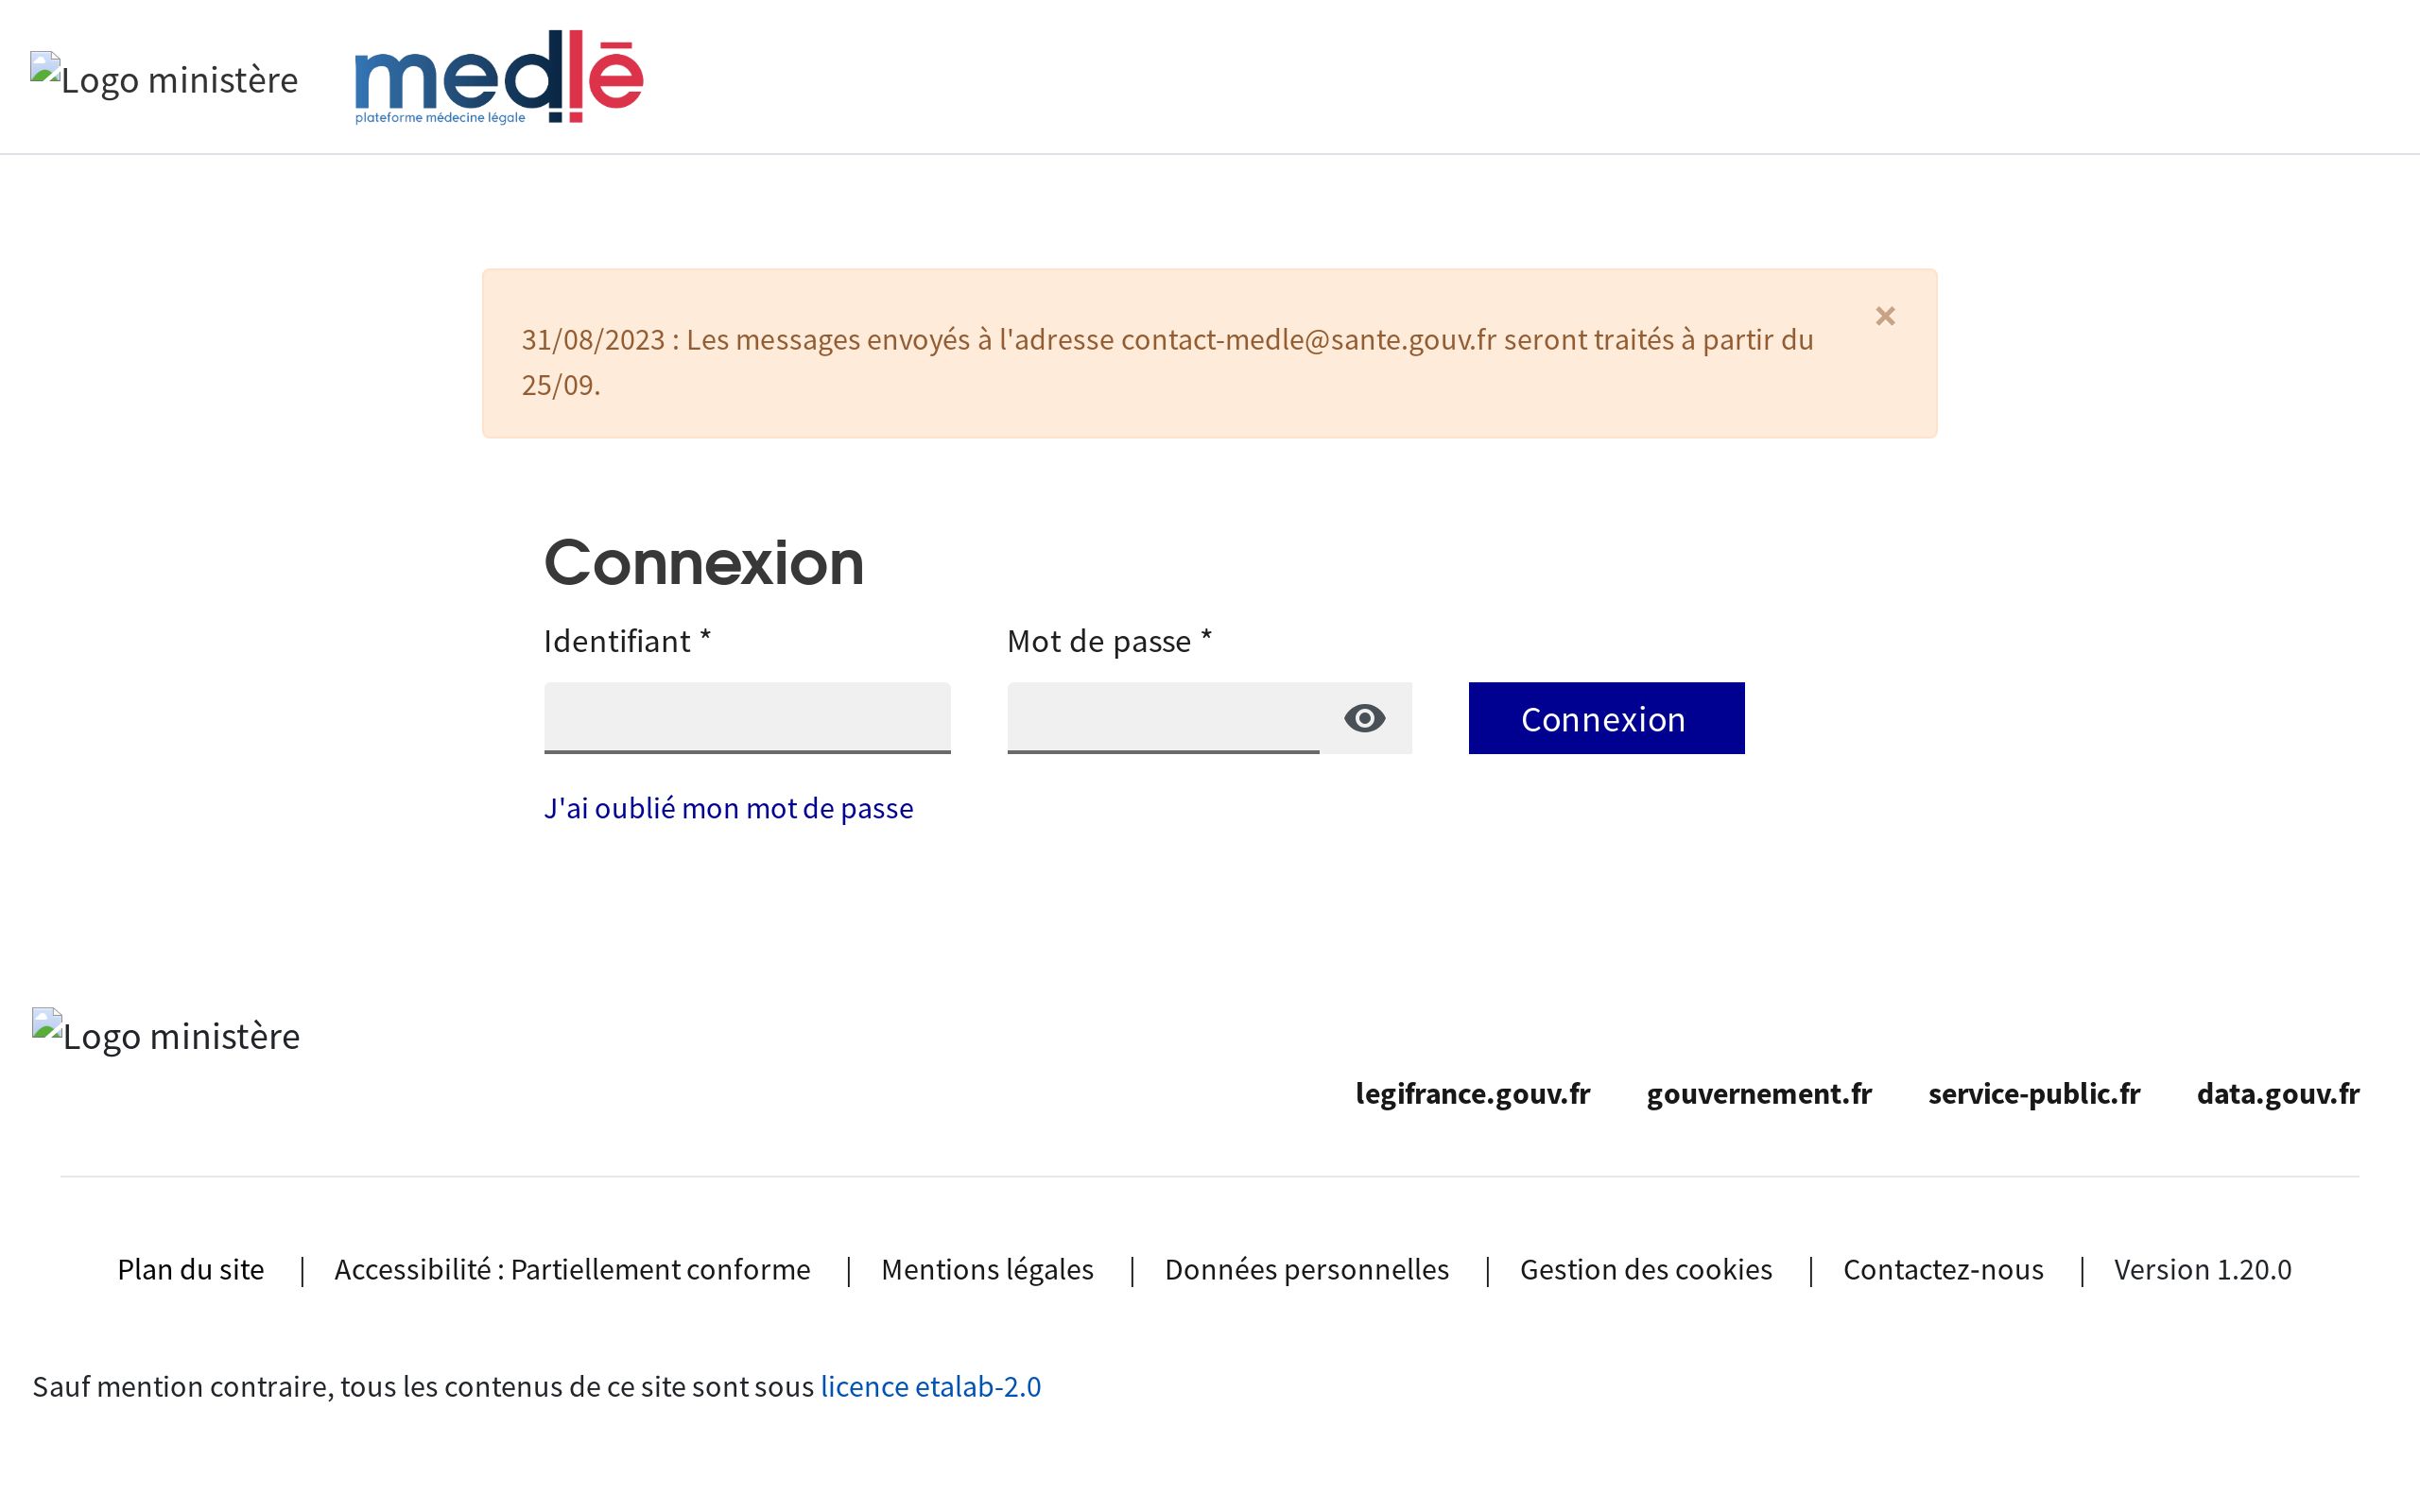 Logo ministère
medlē
plateforme médecine légale
×
31/08/2023 : Les messages envoyés à l'adresse contact-medle@sante.gouv.fr seront traités à partir du
25/09.
Connexion
Identifiant *
Mot de passe *
Connexion
J'ai oublié mon mot de passe
Logo ministère
legifrance.gouv.fr gouvernement.fr service-public.fr data.gouv.fr
Plan du site | Accessibilité : Partiellement conforme | Mentions légales | Données personnelles | Gestion des cookies | Contactez-nous | Version 1.20.0
Sauf mention contraire, tous les contenus de ce site sont sous licence etalab-2.0